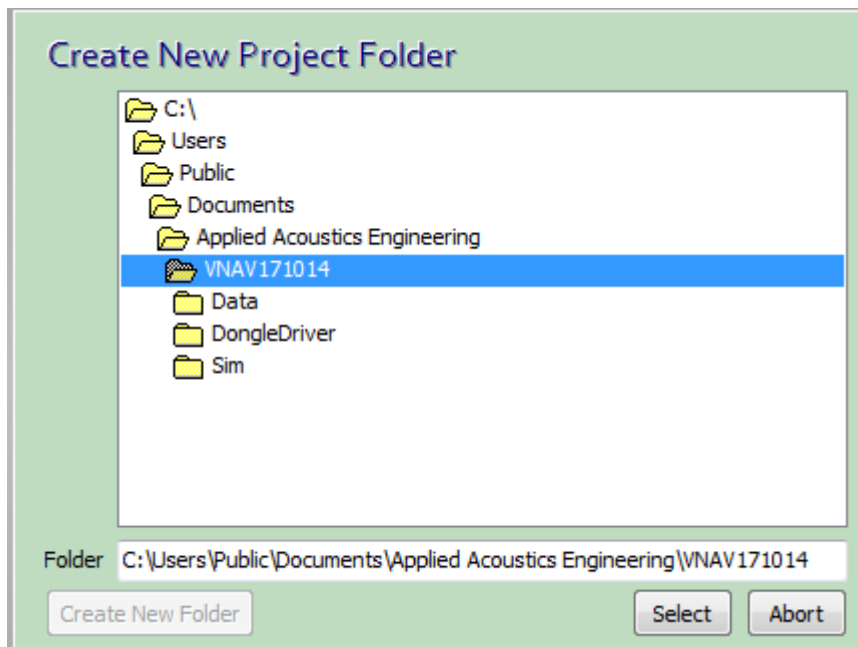 Create New Project Folder
C:\
Users
Public
Documents
Applied Acoustics Engineering
VNAV171014
Data
DongleDriver
Sim
Folder C:\Users\Public\Documents\Applied Acoustics Engineering\VNAV171014
Create New Folder Select Abort